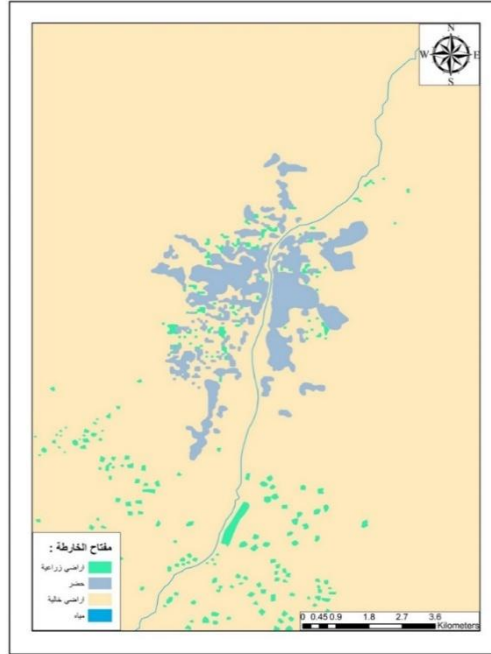 N
W E
S
مفتاح الخارطة :
اراضي زراعية
حضر
اراضي خالية
مياه
0 0.45 0.9 1.8 2.7 3.6
Kilometers